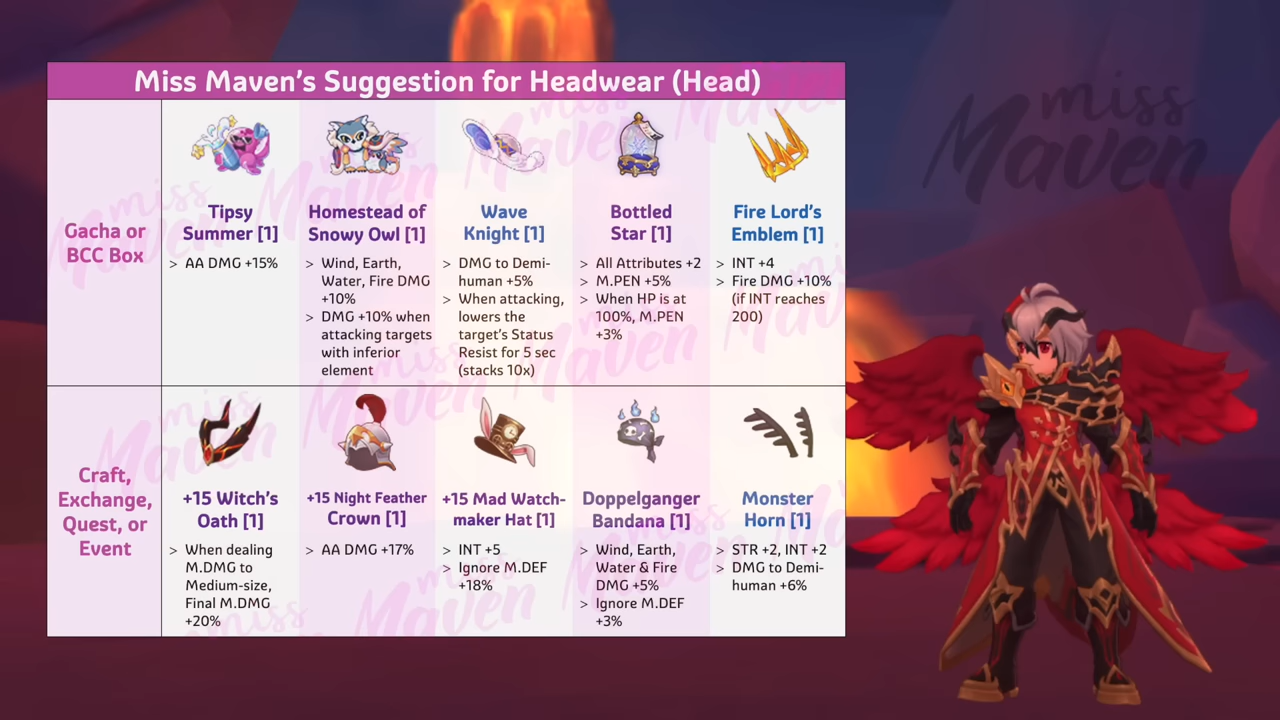 Miss Maven's Suggestion for Headwear (Head)
miss
Maven
Gacha or
BCC Box
Tipsy
Summer [1]
> AA DMG +15%
Homestead of
Snowy Owl [1]
> Wind, Earth,
Water, Fire DMG
+10%
> DMG +10% when
attacking targets
with inferior
element
Wave
Knight [1]
> DMG to Demi-
human +5%
> When attacking,
lowers the
target's Status
Resist for 5 sec
(stacks 10x)
Bottled
Star [1]
> All Attributes +2
> M.PEN +5%
> When HP is at
100%, M.PEN
+3%
Fire Lord's
Emblem [1]
> INT +4
> Fire DMG +10%
(if INT reaches
200)
Craft,
Exchange,
Quest, or
Event
+15 Witch's
Oath [1]
> When dealing
M.DMG to
Medium-size,
Final M.DMG
+20%
+15 Night Feather
Crown [1]
> AA DMG +17%
+15 Mad Watch-
maker Hat [1]
> INT +5
> Ignore M.DEF
+18%
Doppelganger
Bandana [1]
> Wind, Earth,
Water & Fire
DMG +5%
> Ignore M.DEF
+3%
Monster
Horn [1]
> STR +2, INT +2
> DMG to Demi-
human +6%